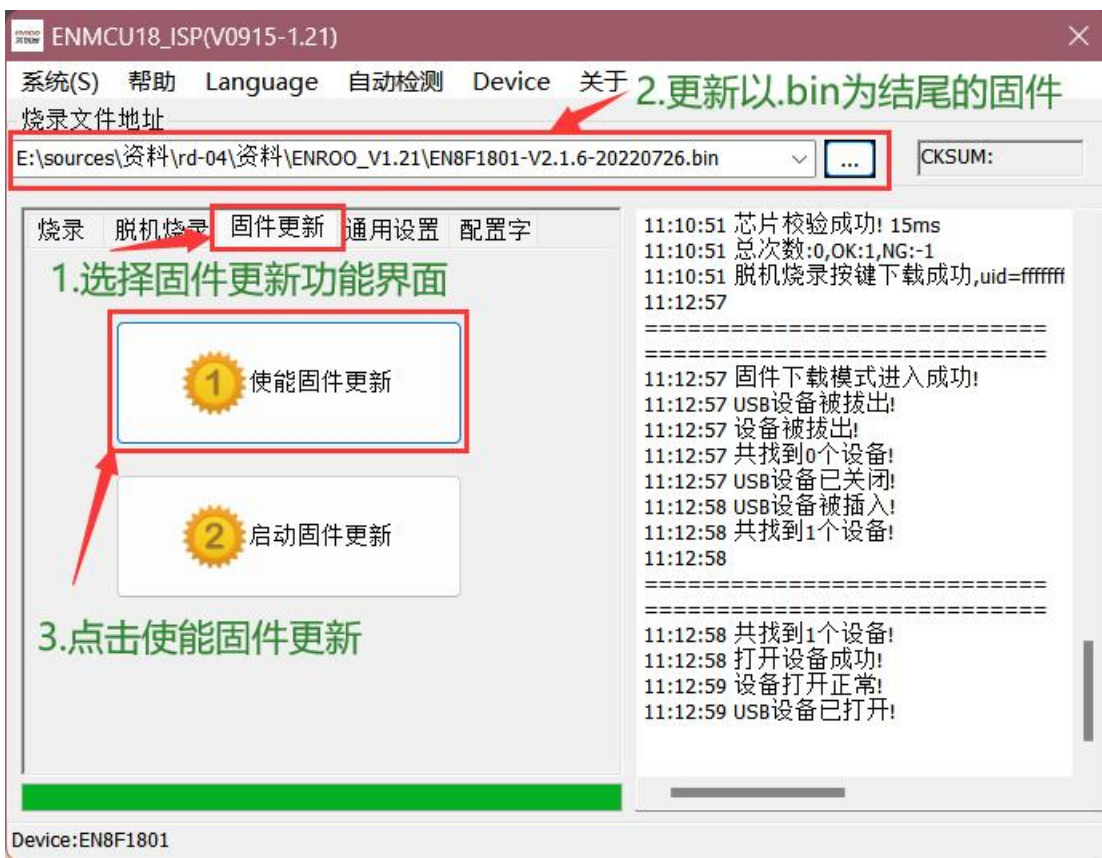 ENMCU18_ISP(V0915-1.21)
系统(S) 帮助 Language 自动检测 Device 关于
2.更新以.bin为结尾的固件
烧录文件地址
E:\sources\资料\rd-04\资料\ENROO_V1.21\EN8F1801-V2.1.6-20220726.bin
...
CKSUM:
烧录 脱机烧录 固件更新 通用设置 配置字
1.选择固件更新功能界面
1 使能固件更新
2 启动固件更新
3.点击使能固件更新
11:10:51 芯片校验成功! 15ms
11:10:51 总次数:0,OK:1,NG:-1
11:10:51 脱机烧录按键下载成功,uid=ffffff
11:12:57
============================
============================
11:12:57 固件下载模式进入成功!
11:12:57 USB设备被拔出!
11:12:57 设备被拔出!
11:12:57 共找到0个设备!
11:12:57 USB设备已关闭!
11:12:58 USB设备被插入!
11:12:58 共找到1个设备!
11:12:58
============================
============================
11:12:58 共找到1个设备!
11:12:58 打开设备成功!
11:12:59 设备打开正常!
11:12:59 USB设备已打开!
Device:EN8F1801